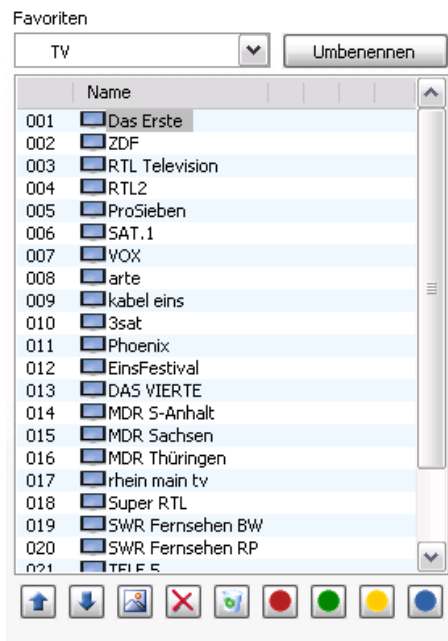 Favoriten
TV
Umbenennen
Name
001 Das Erste
002 ZDF
003 RTL Television
004 RTL2
005 ProSieben
006 SAT.1
007 VOX
008 arte
009 kabel eins
010 3sat
011 Phoenix
012 EinsFestival
013 DAS VIERTE
014 MDR S-Anhalt
015 MDR Sachsen
016 MDR Thüringen
017 rhein main tv
018 Super RTL
019 SWR Fernsehen BW
020 SWR Fernsehen RP
021 TELE 5